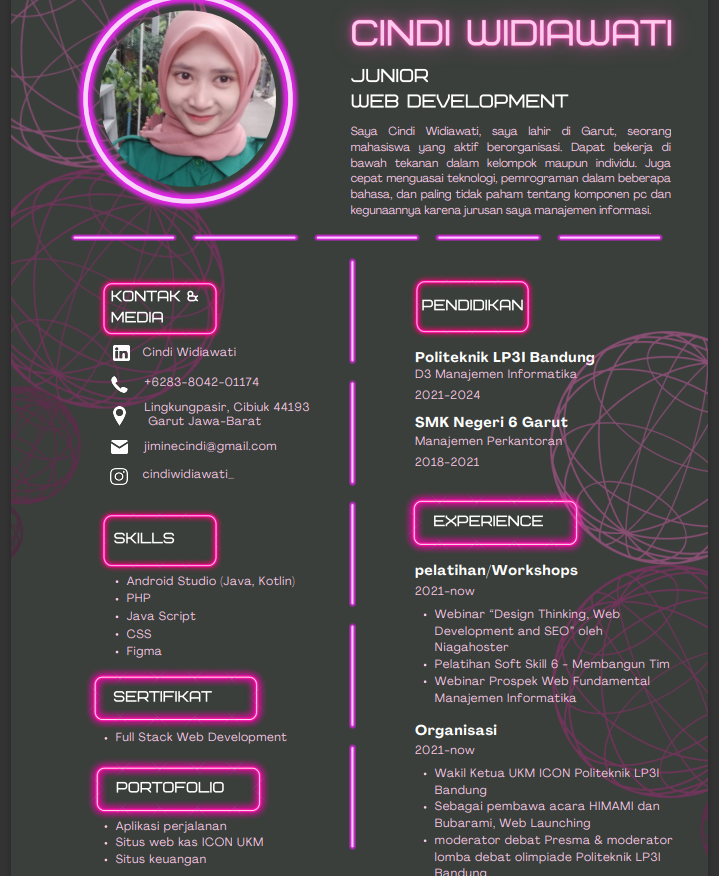 CINDI WIDIAWATI
JUNIOR
WEB DEVELOPMENT
Saya Cindi Widiawati, saya lahir di Garut, seorang
mahasiswa yang aktif berorganisasi. Dapat bekerja di
bawah tekanan dalam kelompok maupun individu. Juga
cepat menguasai teknologi, pemrograman dalam beberapa
bahasa, dan paling tidak paham tentang komponen pc dan
kegunaannya karena jurusan saya manajemen informasi.
KONTAK &
MEDIA
Cindi Widiawati
+6283-8042-01174
Lingkungpasir, Cibiuk 44193
Garut Jawa-Barat
jiminecindi@gmail.com
cindiwidiawati_
SKILLS
• Android Studio (Java, Kotlin)
• PHP
• Java Script
• CSS
• Figma
SERTIFIKAT
• Full Stack Web Development
PORTOFOLIO
• Aplikasi perjalanan
• Situs web kas ICON UKM
• Situs keuangan
PENDIDIKAN
Politeknik LP3I Bandung
D3 Manajemen Informatika
2021-2024
SMK Negeri 6 Garut
Manajemen Perkantoran
2018-2021
EXPERIENCE
pelatihan/Workshops
2021-now
• Webinar “Design Thinking, Web
Development and SEO” oleh
Niagahoster
• Pelatihan Soft Skill 6 - Membangun Tim
• Webinar Prospek Web Fundamental
Manajemen Informatika
Organisasi
2021-now
• Wakil Ketua UKM ICON Politeknik LP3I
Bandung
• Sebagai pembawa acara HIMAMI dan
Bubarami, Web Launching
• moderator debat Presma & moderator
lomba debat olimpiade Politeknik LP3I
Bandung